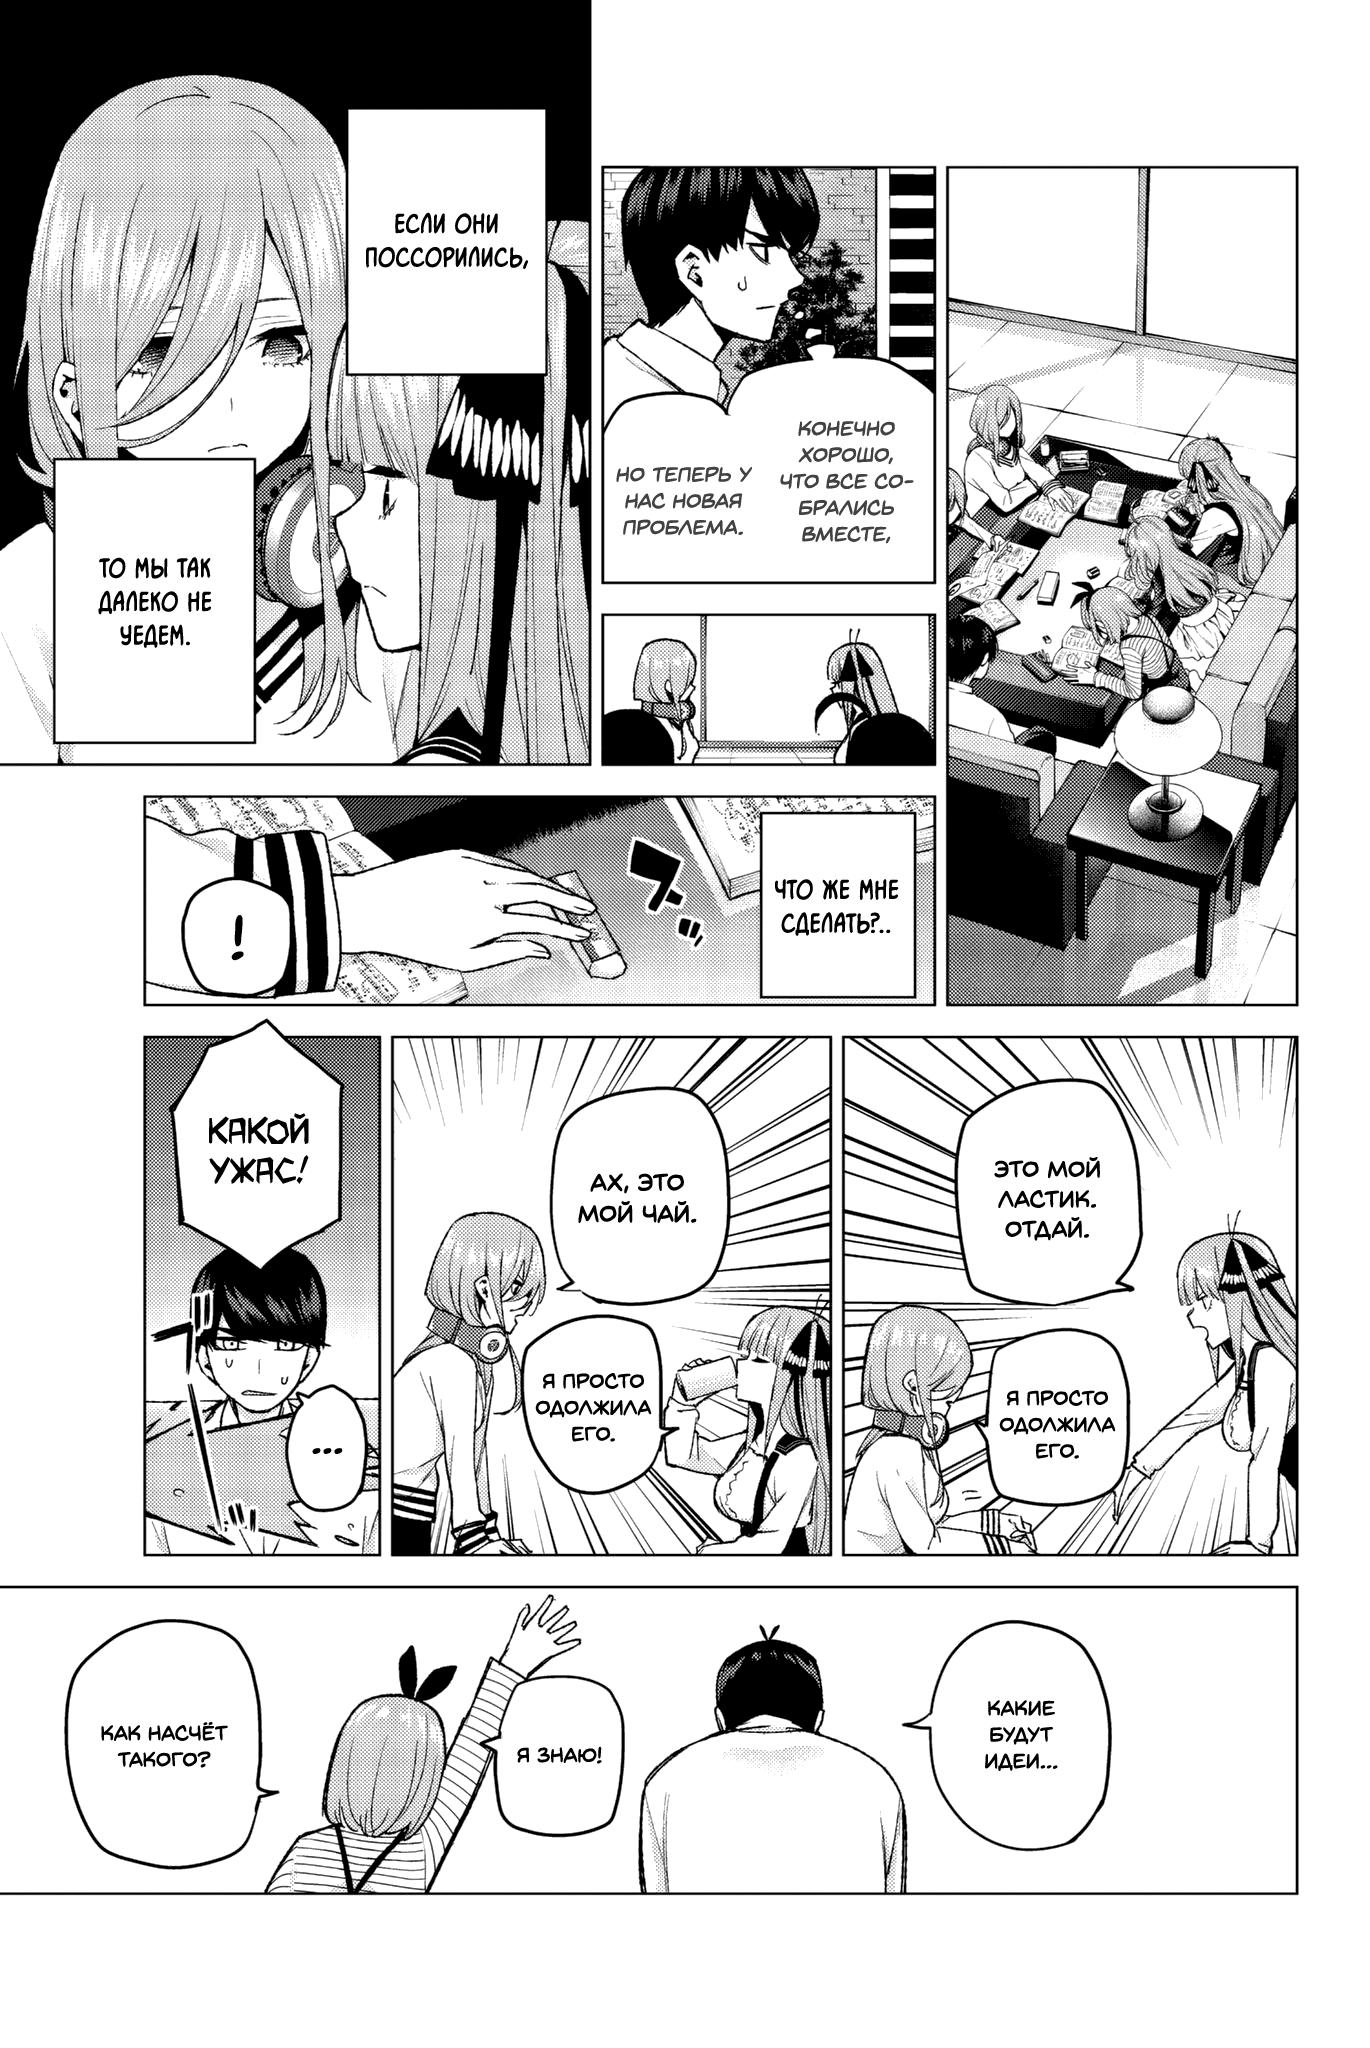 КОНЕЧНО
ХОРОШО,
ЧТО ВСЕ СО-
БРАЛИСЬ
ВМЕСТЕ,
НО ТЕПЕРЬ У
НАС НОВАЯ
ПРОБЛЕМА.
ЕСЛИ ОНИ
ПОССОРИЛИСЬ,
ТО МЫ ТАК
ДАЛЕКО НЕ
УЕДЕМ.
ЧТО ЖЕ МНЕ
СДЕЛАТЬ?..
!
ЭТО МОЙ
ЛАСТИК.
ОТДАЙ.
Я ПРОСТО
ОДОЛЖИЛА
ЕГО.
АХ, ЭТО
МОЙ ЧАЙ.
Я ПРОСТО
ОДОЛЖИЛА
ЕГО.
КАКОЙ
УЖАС!
...
КАКИЕ
БУДУТ
ИДЕИ...
Я ЗНАЮ!
КАК НАСЧЁТ
ТАКОГО?